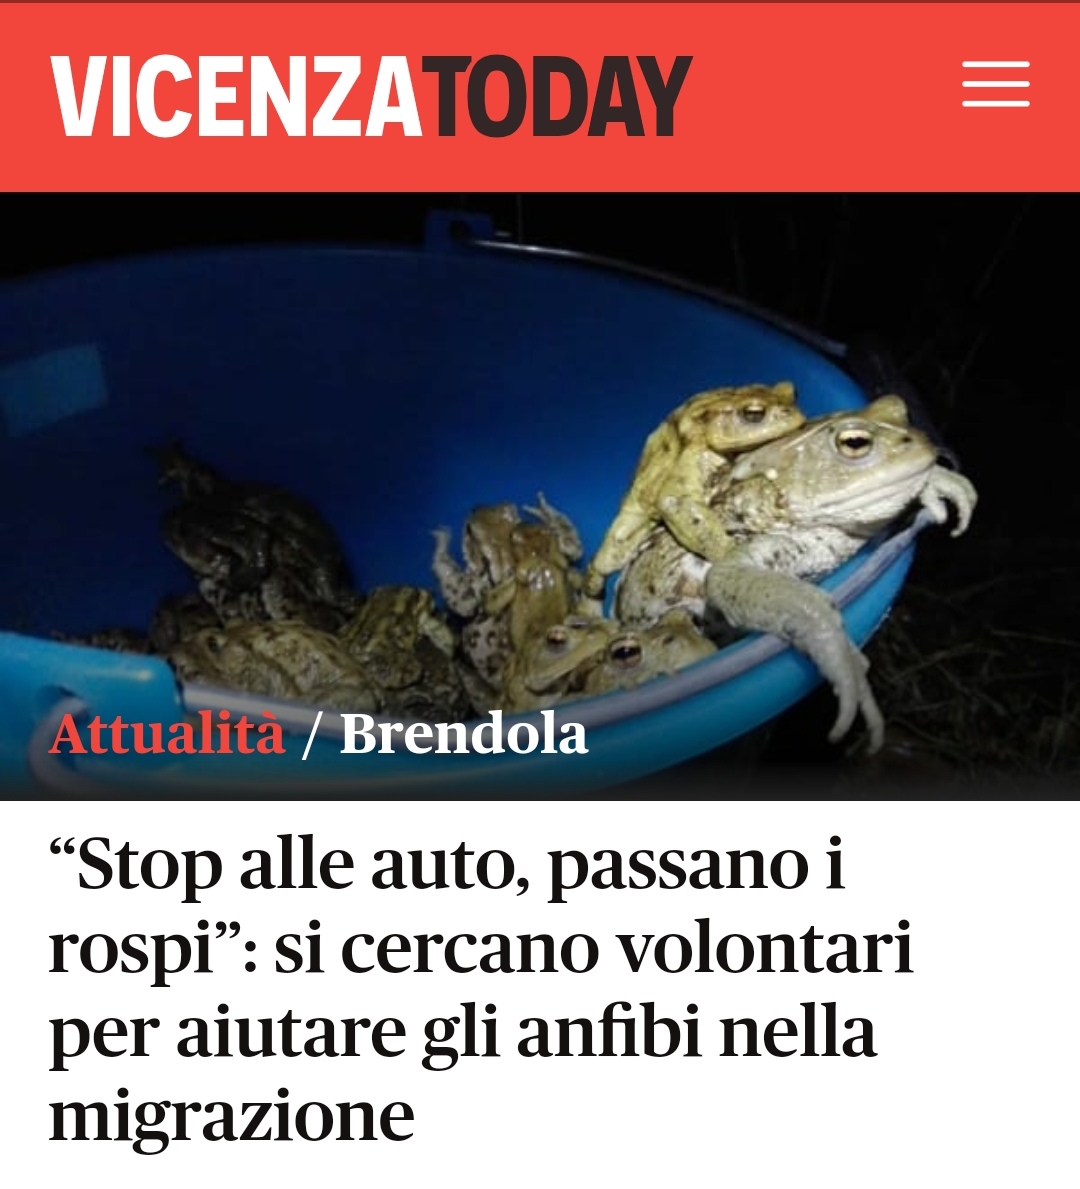 VICENZATODAY
Attualità / Brendola
“Stop alle auto, passano i
rospi”: si cercano volontari
per aiutare gli anfibi nella
migrazione